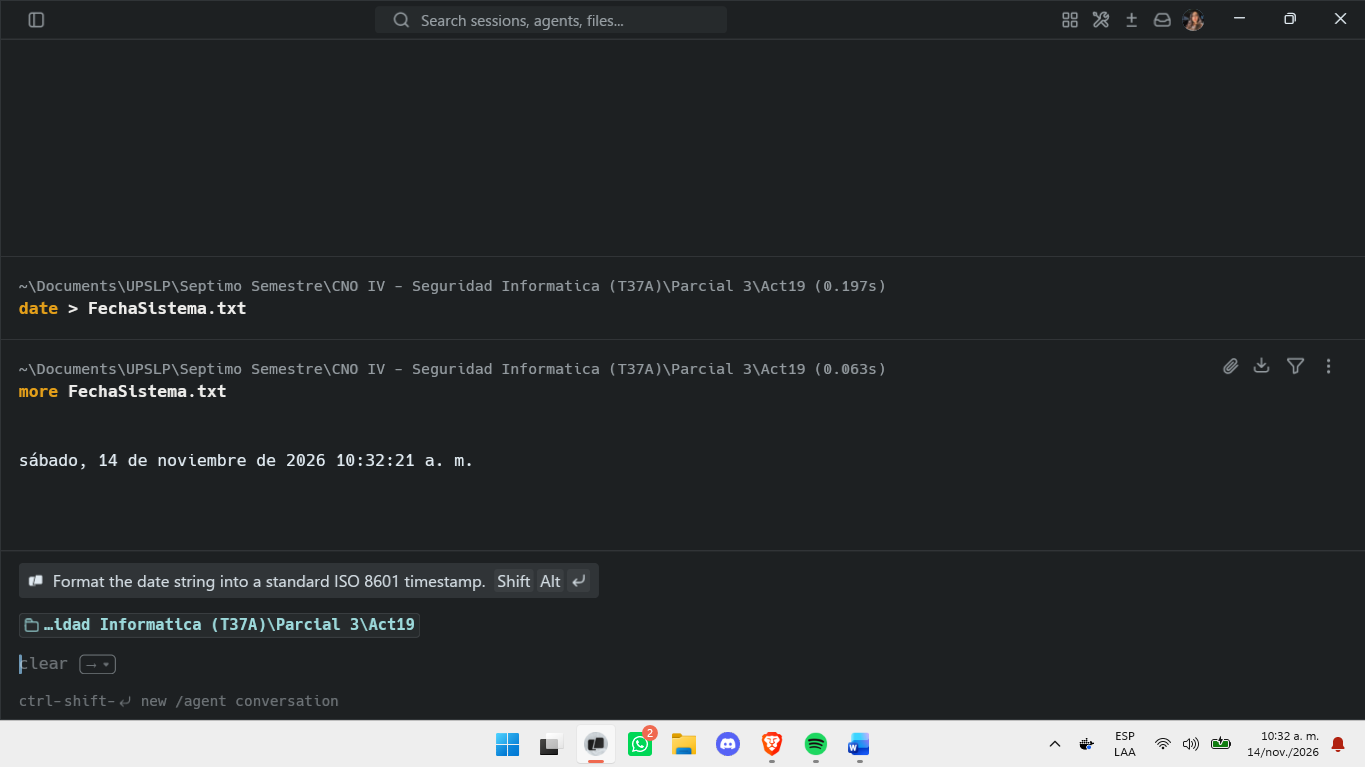 Search sessions, agents, files...
~\Documents\UPSLP\Septimo Semestre\CNO IV - Seguridad Informatica (T37A)\Parcial 3\Act19 (0.197s)
date > FechaSistema.txt
~\Documents\UPSLP\Septimo Semestre\CNO IV - Seguridad Informatica (T37A)\Parcial 3\Act19 (0.063s)
more FechaSistema.txt
sábado, 14 de noviembre de 2026 10:32:21 a. m.
Format the date string into a standard ISO 8601 timestamp. Shift Alt ↵
…idad Informatica (T37A)\Parcial 3\Act19
clear →
ctrl-shift-↵ new /agent conversation
2
ESP
LAA
10:32 a. m.
14/nov./2026